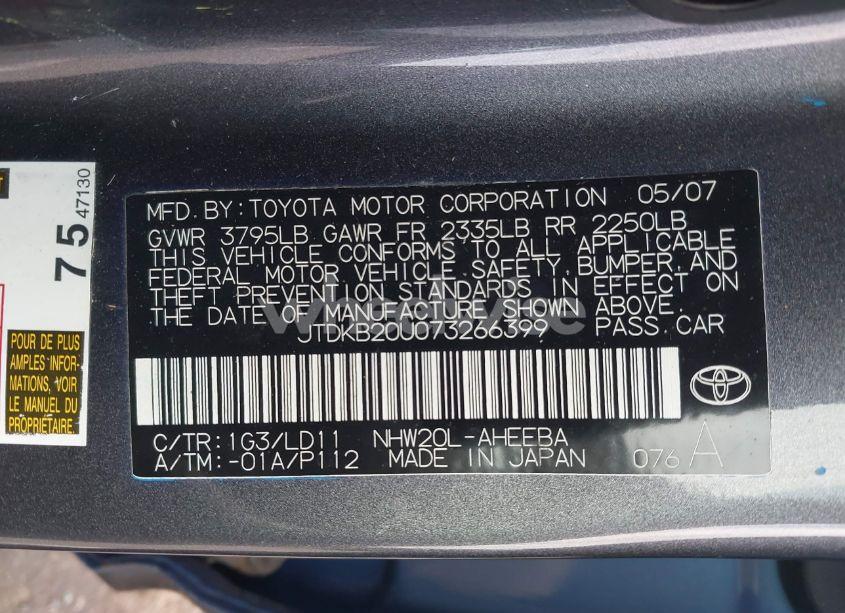 MFD. BY: TOYOTA MOTOR CORPORATION 05/07
GVWR 3795LB GAWR FR 2335LB RR 2250LB
THIS VEHICLE CONFORMS TO ALL APPLICABLE
FEDERAL MOTOR VEHICLE SAFETY, BUMPER, AND
THEFT PREVENTION STANDARDS IN EFFECT ON
THE DATE OF MANUFACTURE SHOWN ABOVE.
JTDKB20U073266399 PASS. CAR
C/TR: 1G3/LD11 NHW20L-AHEEBA
A/TM: -01A/P112 MADE IN JAPAN 076 A
75
47130
POUR DE PLUS
AMPLES INFOR-
MATIONS, VOIR
LE MANUEL DU
PROPRIÉTAIRE.